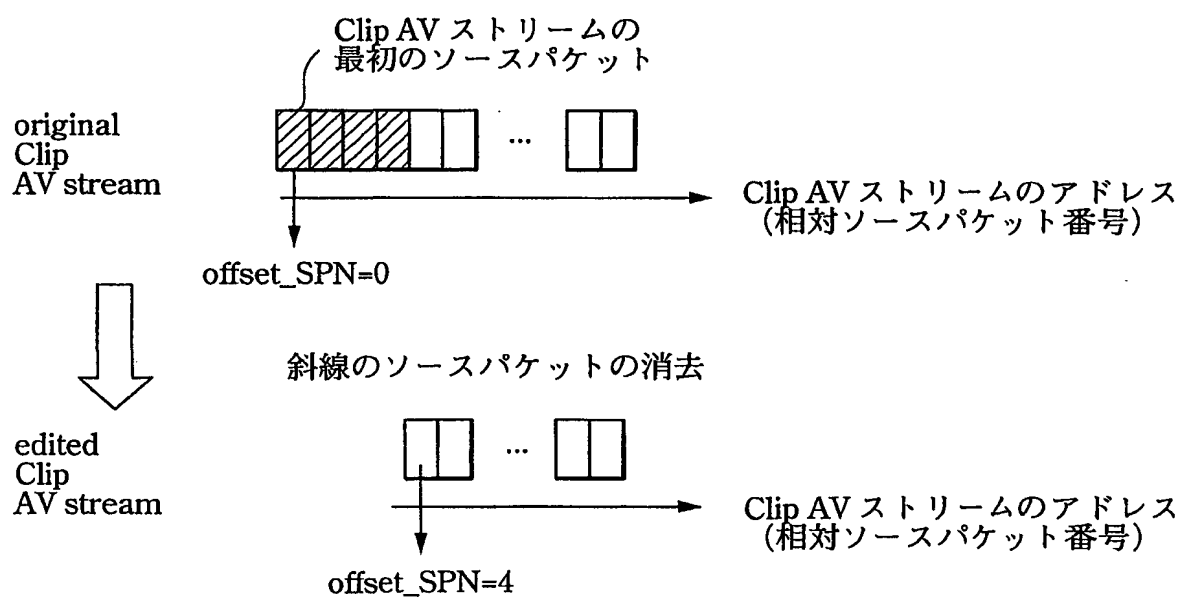 Clip AV ストリームの
最初のソースパケット
original
Clip
AV stream
...
Clip AV ストリームのアドレス
(相対ソースパケット番号)
offset_SPN=0
斜線のソースパケットの消去
edited
Clip
AV stream
...
Clip AV ストリームのアドレス
(相対ソースパケット番号)
offset_SPN=4